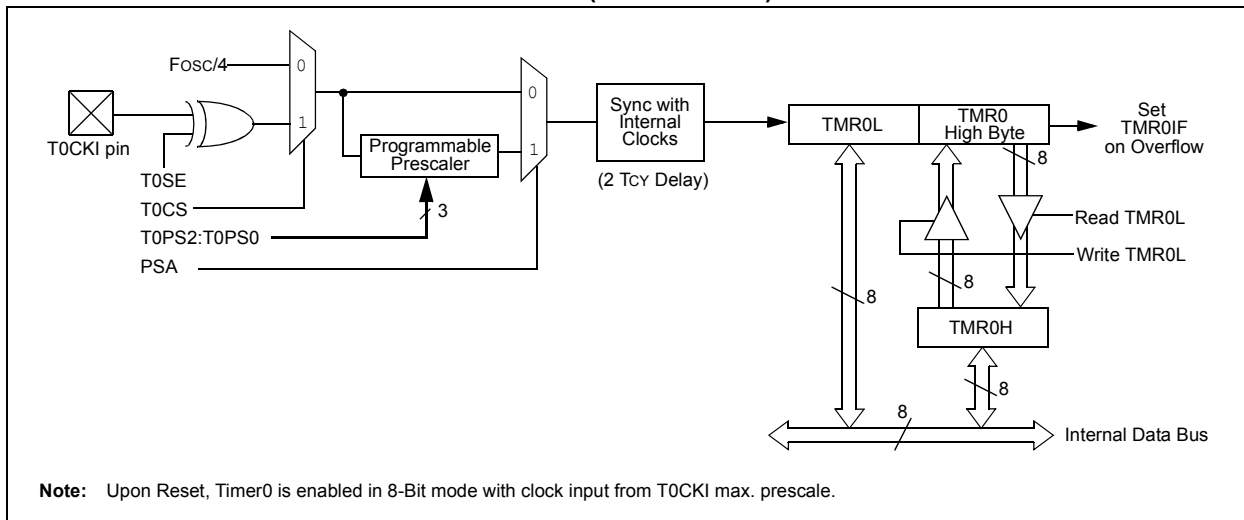 FOSC/4
0
1
T0CKI pin
T0SE
T0CS
T0PS2:T0PS0
PSA
Programmable
Prescaler
3
0
1
Sync with
Internal
Clocks
(2 TCY Delay)
TMR0L
TMR0
High Byte
Set
TMR0IF
on Overflow
8
Read TMR0L
Write TMR0L
8
8
TMR0H
8
8
Internal Data Bus
Note: Upon Reset, Timer0 is enabled in 8-Bit mode with clock input from T0CKI max. prescale.